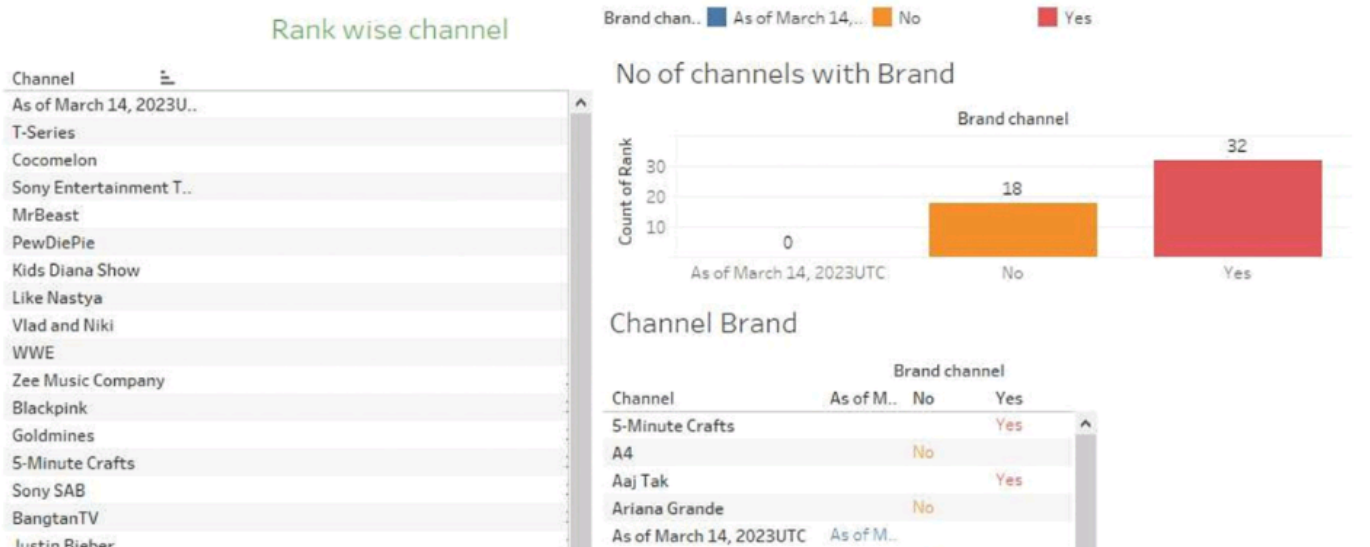 Rank wise channel
Channel
As of March 14, 2023U..
T-Series
Cocomelon
Sony Entertainment T..
MrBeast
PewDiePie
Kids Diana Show
Like Nastya
Vlad and Niki
WWE
Zee Music Company
Blackpink
Goldmines
5-Minute Crafts
Sony SAB
BangtanTV
Justin Bieber
Brand chan.. As of March 14,.. No Yes
No of channels with Brand
Brand channel
Count of Rank
30
20
10
0
18
32
As of March 14, 2023UTC No Yes
Channel Brand
Brand channel
Channel As of M.. No Yes
5-Minute Crafts Yes
A4 No
Aaj Tak Yes
Ariana Grande No
As of March 14, 2023UTC As of M..